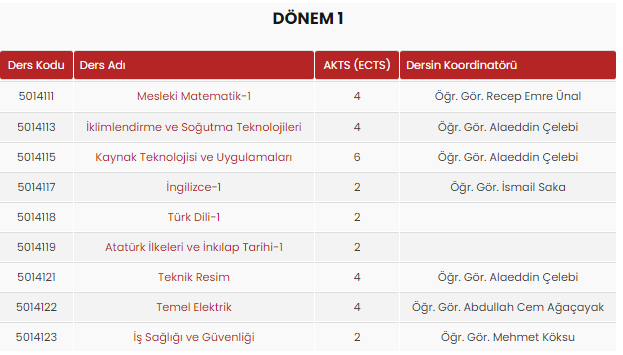 DÖNEM 1
Ders Kodu Ders Adı AKTS (ECTS) Dersin Koordinatörü
5014111 Mesleki Matematik-1 4 Öğr. Gör. Recep Emre Ünal
5014113 İklimlendirme ve Soğutma Teknolojileri 4 Öğr. Gör. Alaeddin Çelebi
5014115 Kaynak Teknolojisi ve Uygulamaları 6 Öğr. Gör. Alaeddin Çelebi
5014117 İngilizce-1 2 Öğr. Gör. İsmail Saka
5014118 Türk Dili-1 2
5014119 Atatürk İlkeleri ve İnkılap Tarihi-1 2
5014121 Teknik Resim 4 Öğr. Gör. Alaeddin Çelebi
5014122 Temel Elektrik 4 Öğr. Gör. Abdullah Cem Ağaçayak
5014123 İş Sağlığı ve Güvenliği 2 Öğr. Gör. Mehmet Köksu